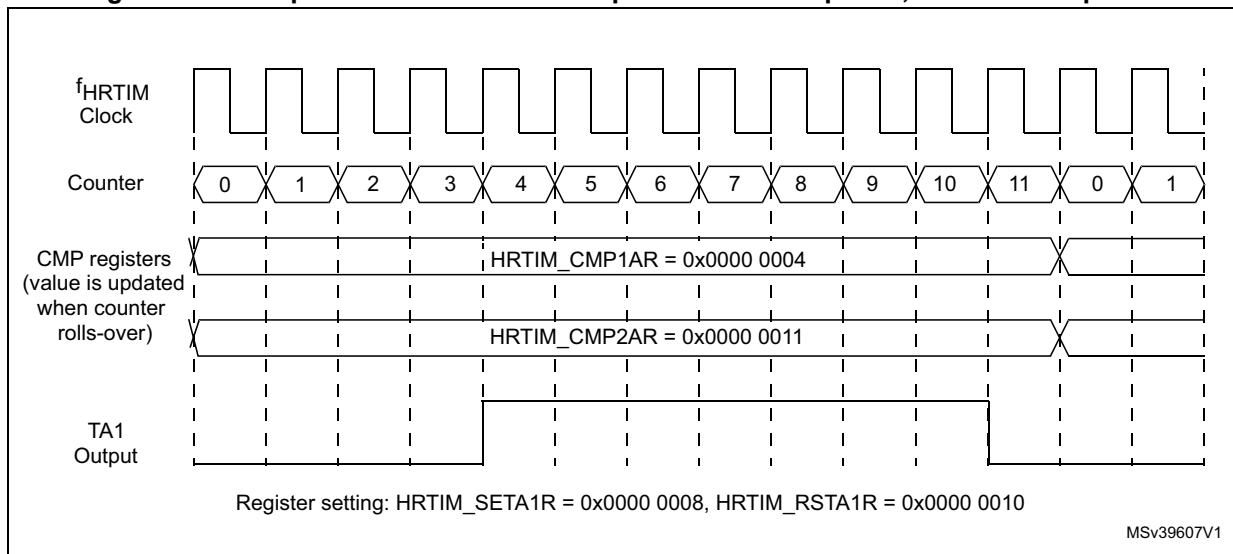 fHRTIM
Clock
Counter
0 1 2 3 4 5 6 7 8 9 10 11 0 1
CMP registers
(value is updated
when counter
rolls-over)
HRTIM_CMP1AR = 0x0000 0004
HRTIM_CMP2AR = 0x0000 0011
TA1
Output
Register setting: HRTIM_SETA1R = 0x0000 0008, HRTIM_RSTA1R = 0x0000 0010
MSv39607V1